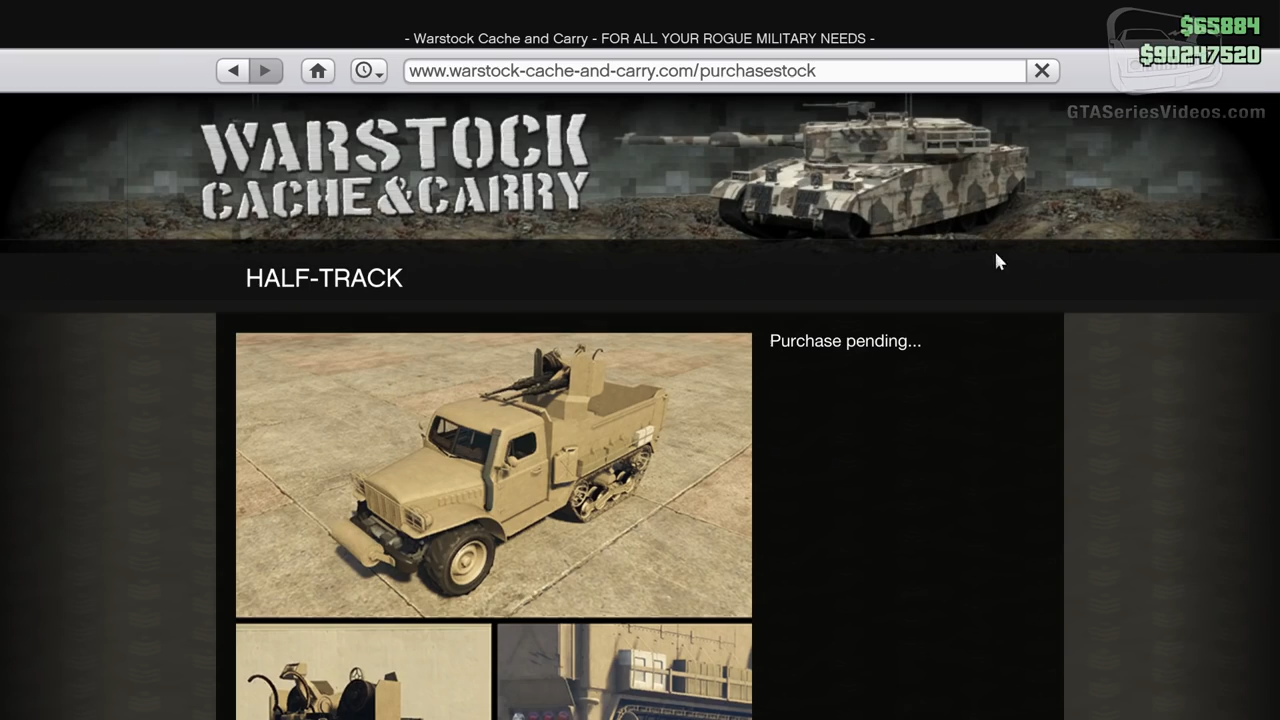 - Warstock Cache and Carry - FOR ALL YOUR ROGUE MILITARY NEEDS -
$65884
$90247520
www.warstock-cache-and-carry.com/purchasestock
GTASeriesVideos.com
WARSTOCK
CACHE&CARRY
HALF-TRACK
Purchase pending...